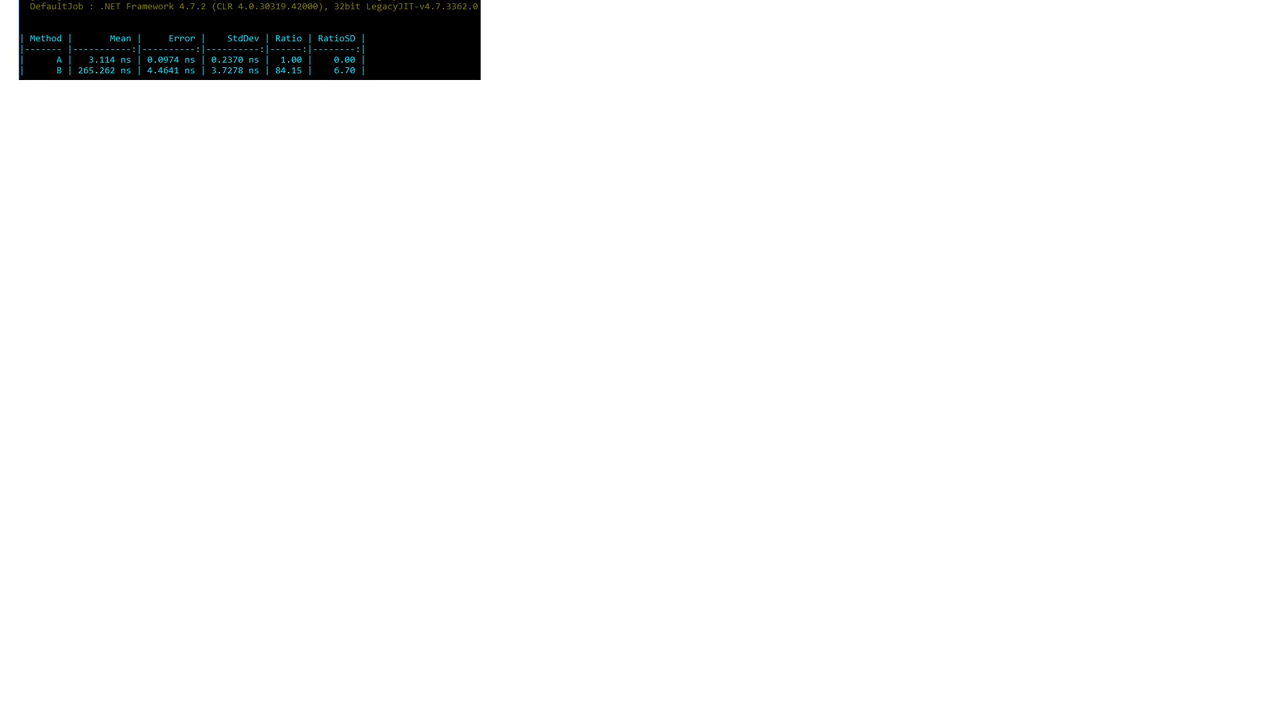 DefaultJob : .NET Framework 4.7.2 (CLR 4.0.30319.42000), 32bit LegacyJIT-v4.7.3362.0
| Method |       Mean |     Error |    StdDev | Ratio | RatioSD |
|------- |-----------:|----------:|----------:|------:|--------:|
|      A |   3.114 ns | 0.0974 ns | 0.2370 ns |  1.00 |    0.00 |
|      B | 265.262 ns | 4.4641 ns | 3.7278 ns | 84.15 |    6.70 |